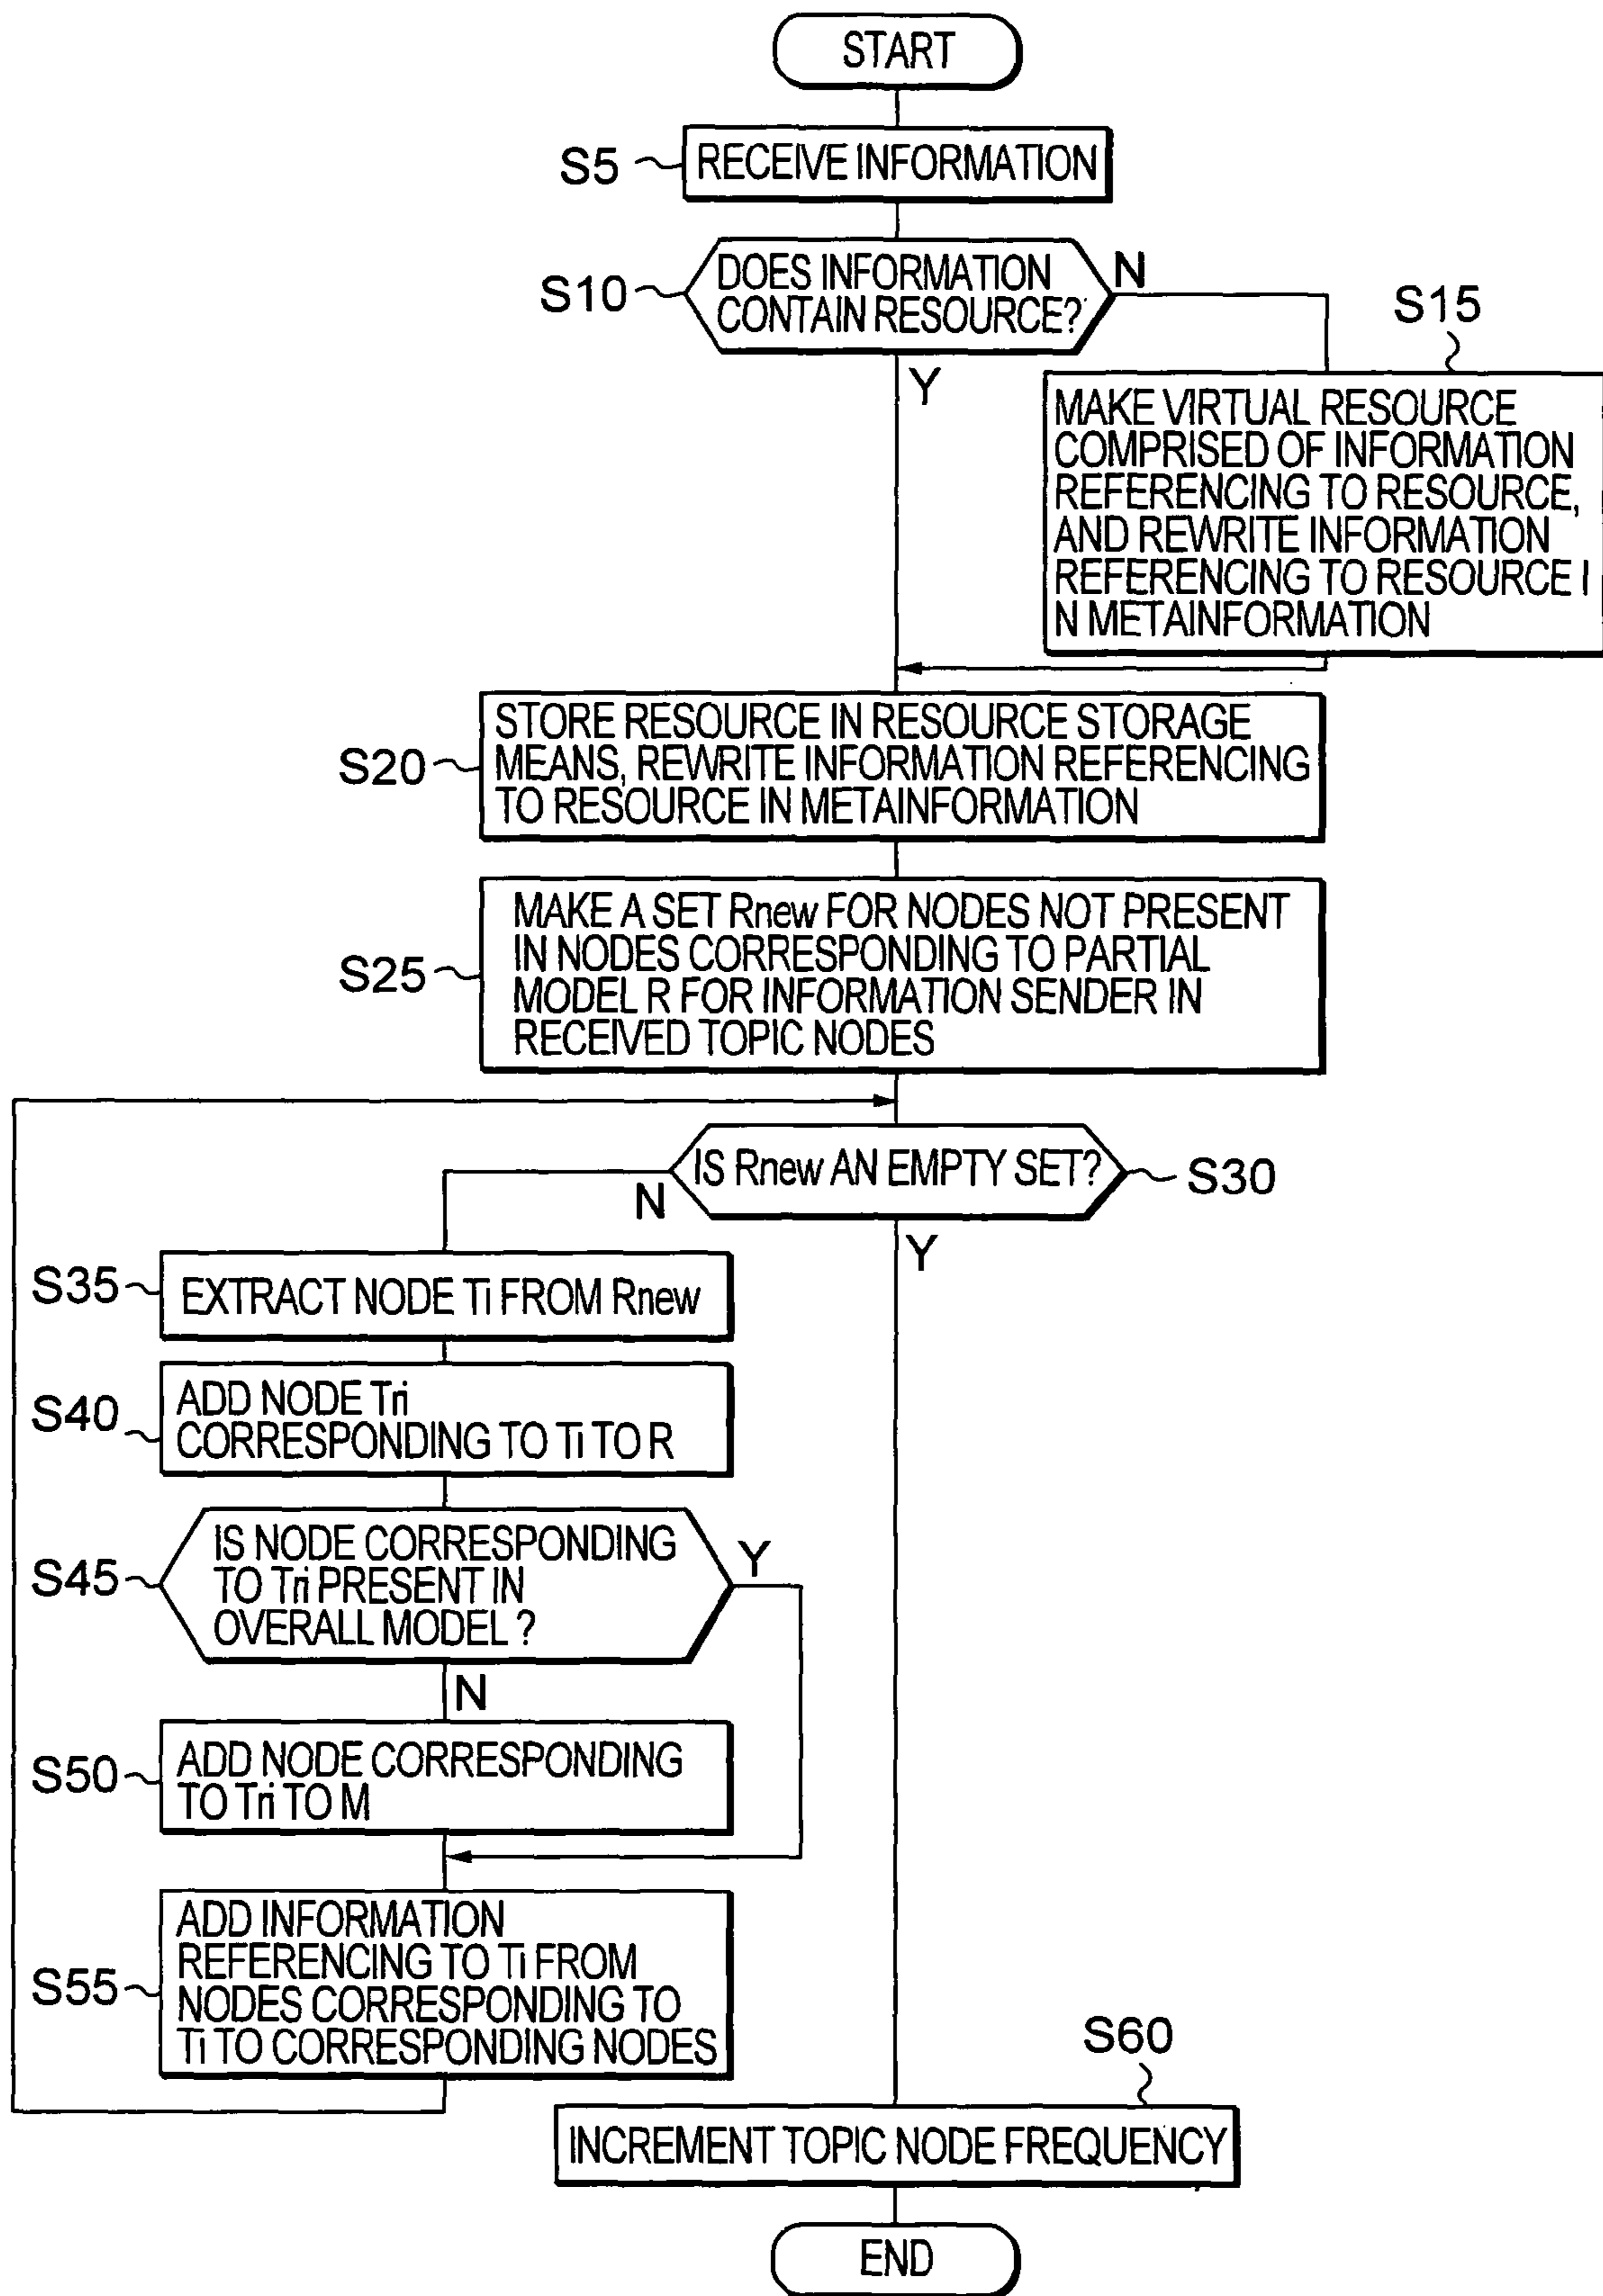 START
S5
RECEIVE INFORMATION
S10
DOES INFORMATION
CONTAIN RESOURCE?
N
Y
S15
MAKE VIRTUAL RESOURCE
COMPRISED OF INFORMATION
REFERENCING TO RESOURCE,
AND REWRITE INFORMATION
REFERENCING TO RESOURCE I
N METAINFORMATION
S20
STORE RESOURCE IN RESOURCE STORAGE
MEANS, REWRITE INFORMATION REFERENCING
TO RESOURCE IN METAINFORMATION
S25
MAKE A SET Rnew FOR NODES NOT PRESENT
IN NODES CORRESPONDING TO PARTIAL
MODEL R FOR INFORMATION SENDER IN
RECEIVED TOPIC NODES
IS Rnew AN EMPTY SET?
S30
N
Y
S35
EXTRACT NODE Ti FROM Rnew
S40
ADD NODE Tri
CORRESPONDING TO Ti TO R
S45
IS NODE CORRESPONDING
TO Tri PRESENT IN
OVERALL MODEL ?
Y
N
S50
ADD NODE CORRESPONDING
TO Tri TO M
S55
ADD INFORMATION
REFERENCING TO Ti FROM
NODES CORRESPONDING TO
Ti TO CORRESPONDING NODES
S60
INCREMENT TOPIC NODE FREQUENCY
END